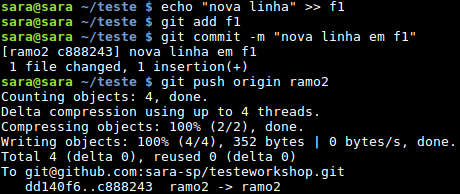 sara@sara ~/teste $ echo "nova linha" >> f1
sara@sara ~/teste $ git add f1
sara@sara ~/teste $ git commit -m "nova linha em f1"
[ramo2 c888243] nova linha em f1
 1 file changed, 1 insertion(+)
sara@sara ~/teste $ git push origin ramo2
Counting objects: 4, done.
Delta compression using up to 4 threads.
Compressing objects: 100% (2/2), done.
Writing objects: 100% (4/4), 352 bytes | 0 bytes/s, done.
Total 4 (delta 0), reused 0 (delta 0)
To git@github.com:sara-sp/testeworkshop.git
   dd140f6..c888243  ramo2 -> ramo2